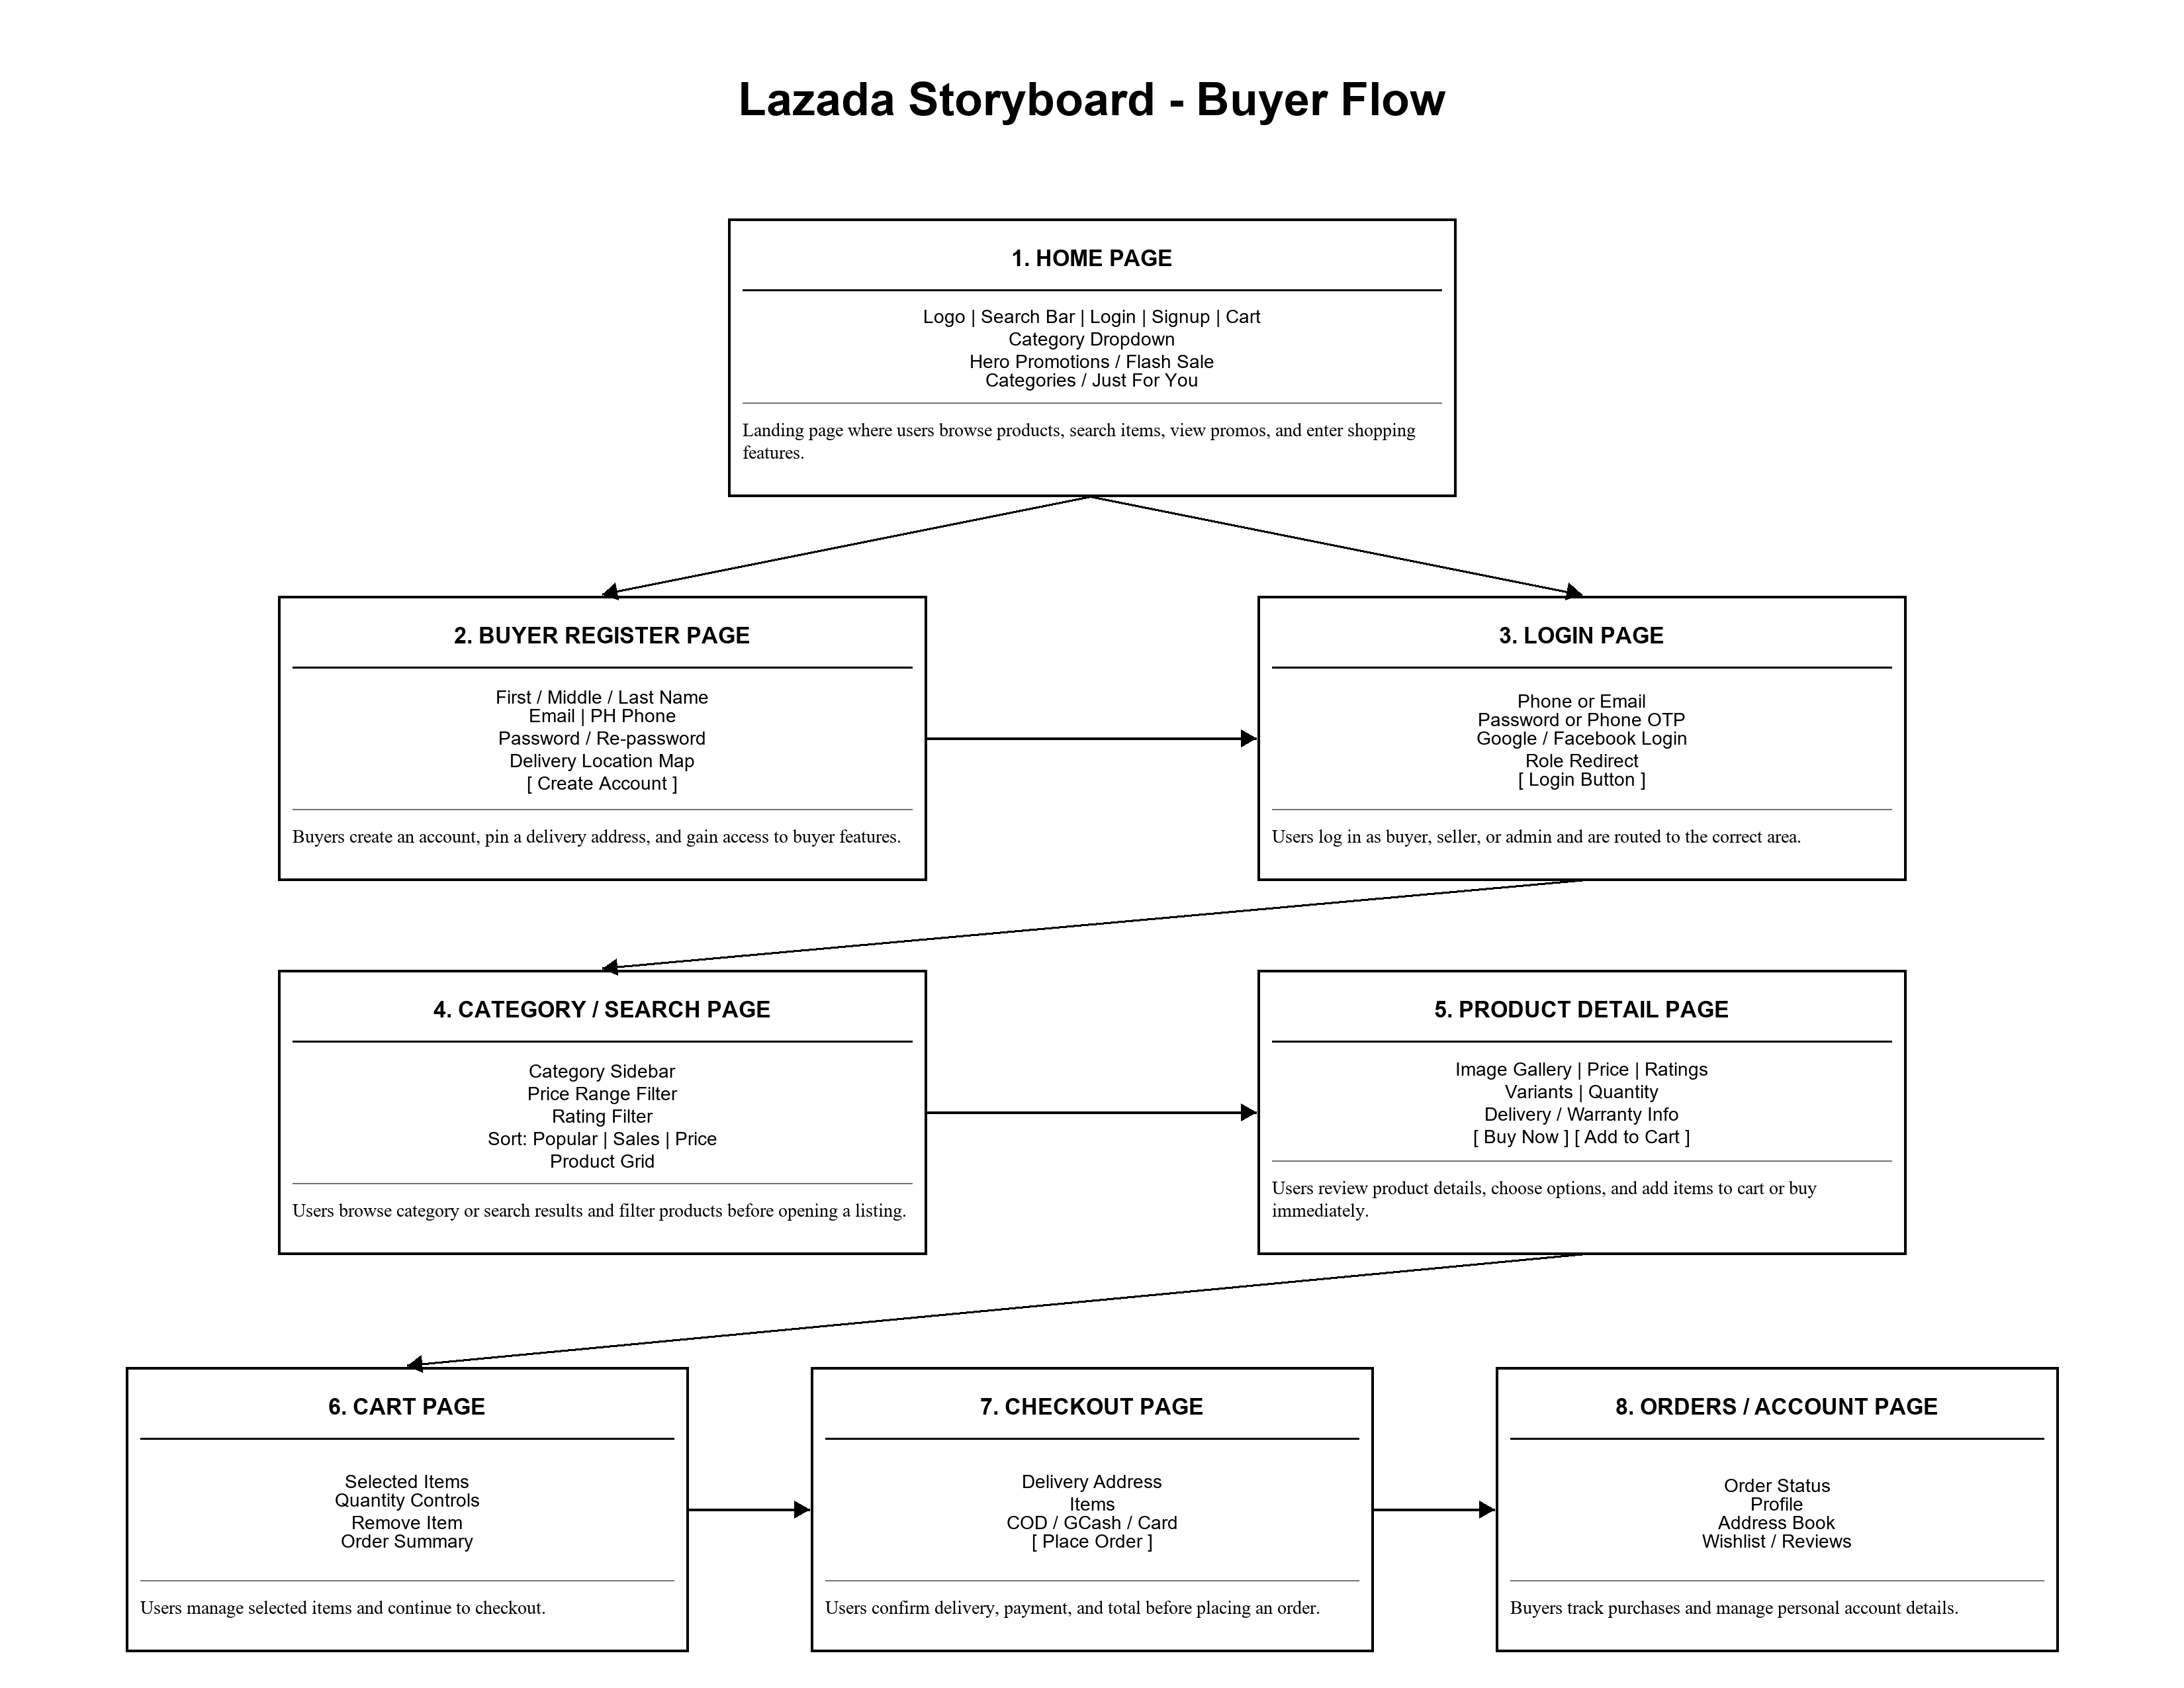 Lazada Storyboard - Buyer Flow
1. HOME PAGE
Logo | Search Bar | Login | Signup | Cart
Category Dropdown
Hero Promotions / Flash Sale
Categories / Just For You
Landing page where users browse products, search items, view promos, and enter shopping
features.
2. BUYER REGISTER PAGE
First / Middle / Last Name
Email | PH Phone
Password / Re-password
Delivery Location Map
[ Create Account ]
Buyers create an account, pin a delivery address, and gain access to buyer features.
3. LOGIN PAGE
Phone or Email
Password or Phone OTP
Google / Facebook Login
Role Redirect
[ Login Button ]
Users log in as buyer, seller, or admin and are routed to the correct area.
4. CATEGORY / SEARCH PAGE
Category Sidebar
Price Range Filter
Rating Filter
Sort: Popular | Sales | Price
Product Grid
Users browse category or search results and filter products before opening a listing.
5. PRODUCT DETAIL PAGE
Image Gallery | Price | Ratings
Variants | Quantity
Delivery / Warranty Info
[ Buy Now ] [ Add to Cart ]
Users review product details, choose options, and add items to cart or buy
immediately.
6. CART PAGE
Selected Items
Quantity Controls
Remove Item
Order Summary
Users manage selected items and continue to checkout.
7. CHECKOUT PAGE
Delivery Address
Items
COD / GCash / Card
[ Place Order ]
Users confirm delivery, payment, and total before placing an order.
8. ORDERS / ACCOUNT PAGE
Order Status
Profile
Address Book
Wishlist / Reviews
Buyers track purchases and manage personal account details.